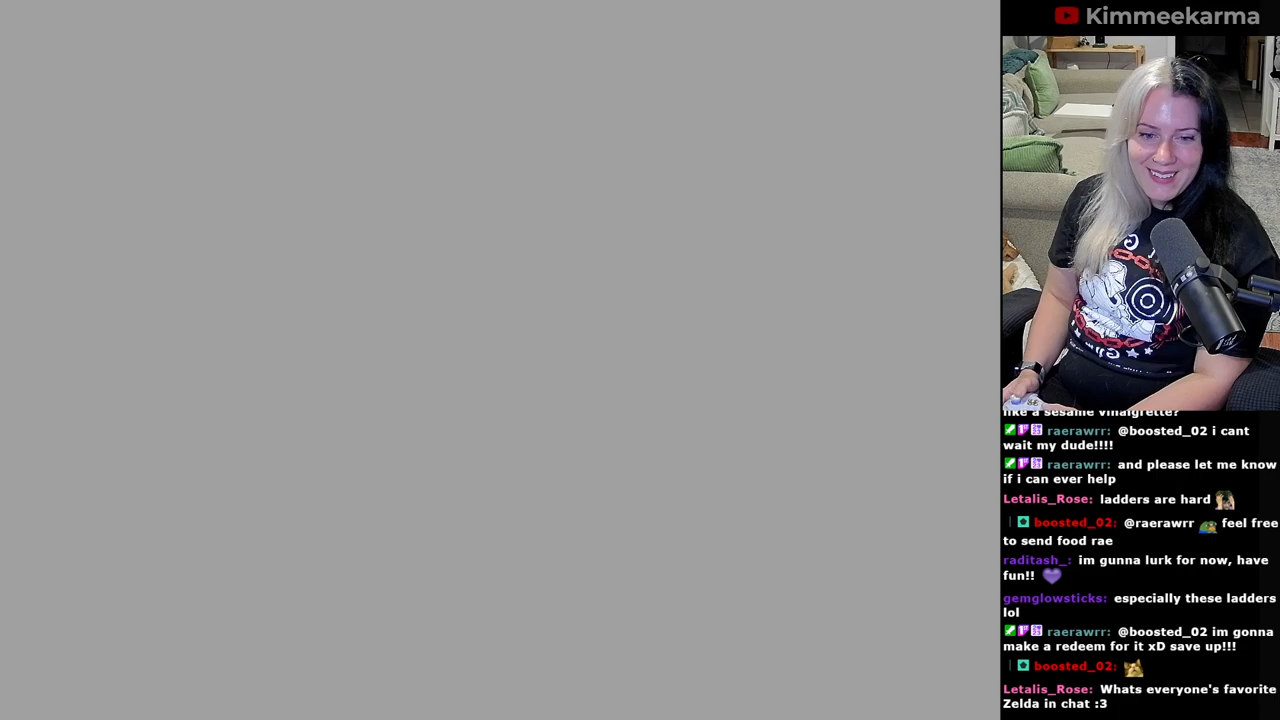 Kimmeekarma
like a sesame vinaigrette?
raerawrr: @boosted_02 i cant
wait my dude!!!!
raerawrr: and please let me know
if i can ever help
Letalis_Rose: ladders are hard
boosted_02: @raerawrr feel free
to send food rae
raditash_: im gunna lurk for now, have
fun!!
gemglowsticks: especially these ladders
lol
raerawrr: @boosted_02 im gonna
make a redeem for it xD save up!!!
boosted_02:
Letalis_Rose: Whats everyone's favorite
Zelda in chat :3